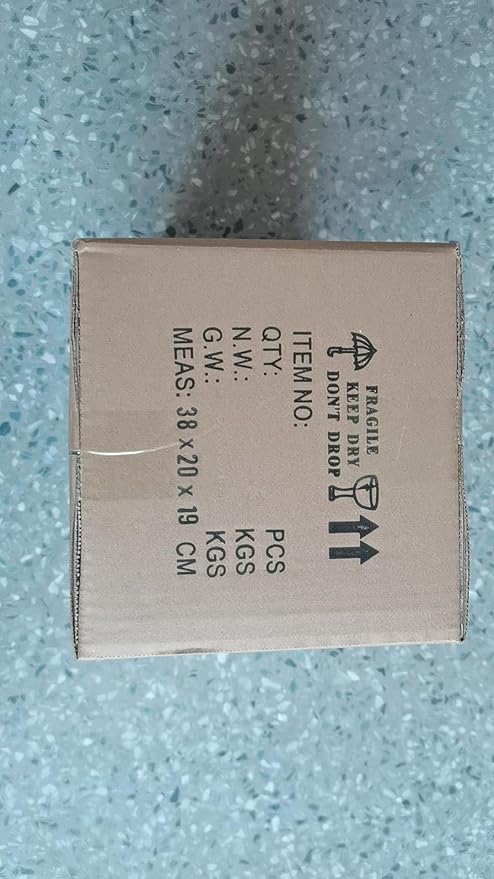 FRAGILE
KEEP DRY
DON'T DROP
ITEM NO:
QTY: PCS
N.W.: KGS
G.W.: KGS
MEAS: 38 x 20 x 19 CM